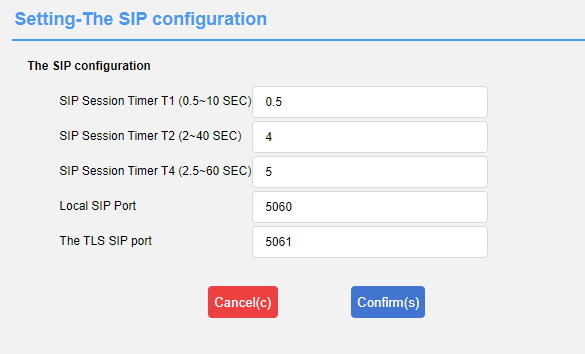 Setting-The SIP configuration
The SIP configuration
SIP Session Timer T1 (0.5~10 SEC) 0.5
SIP Session Timer T2 (2~40 SEC) 4
SIP Session Timer T4 (2.5~60 SEC) 5
Local SIP Port 5060
The TLS SIP port 5061
Cancel(c) Confirm(s)